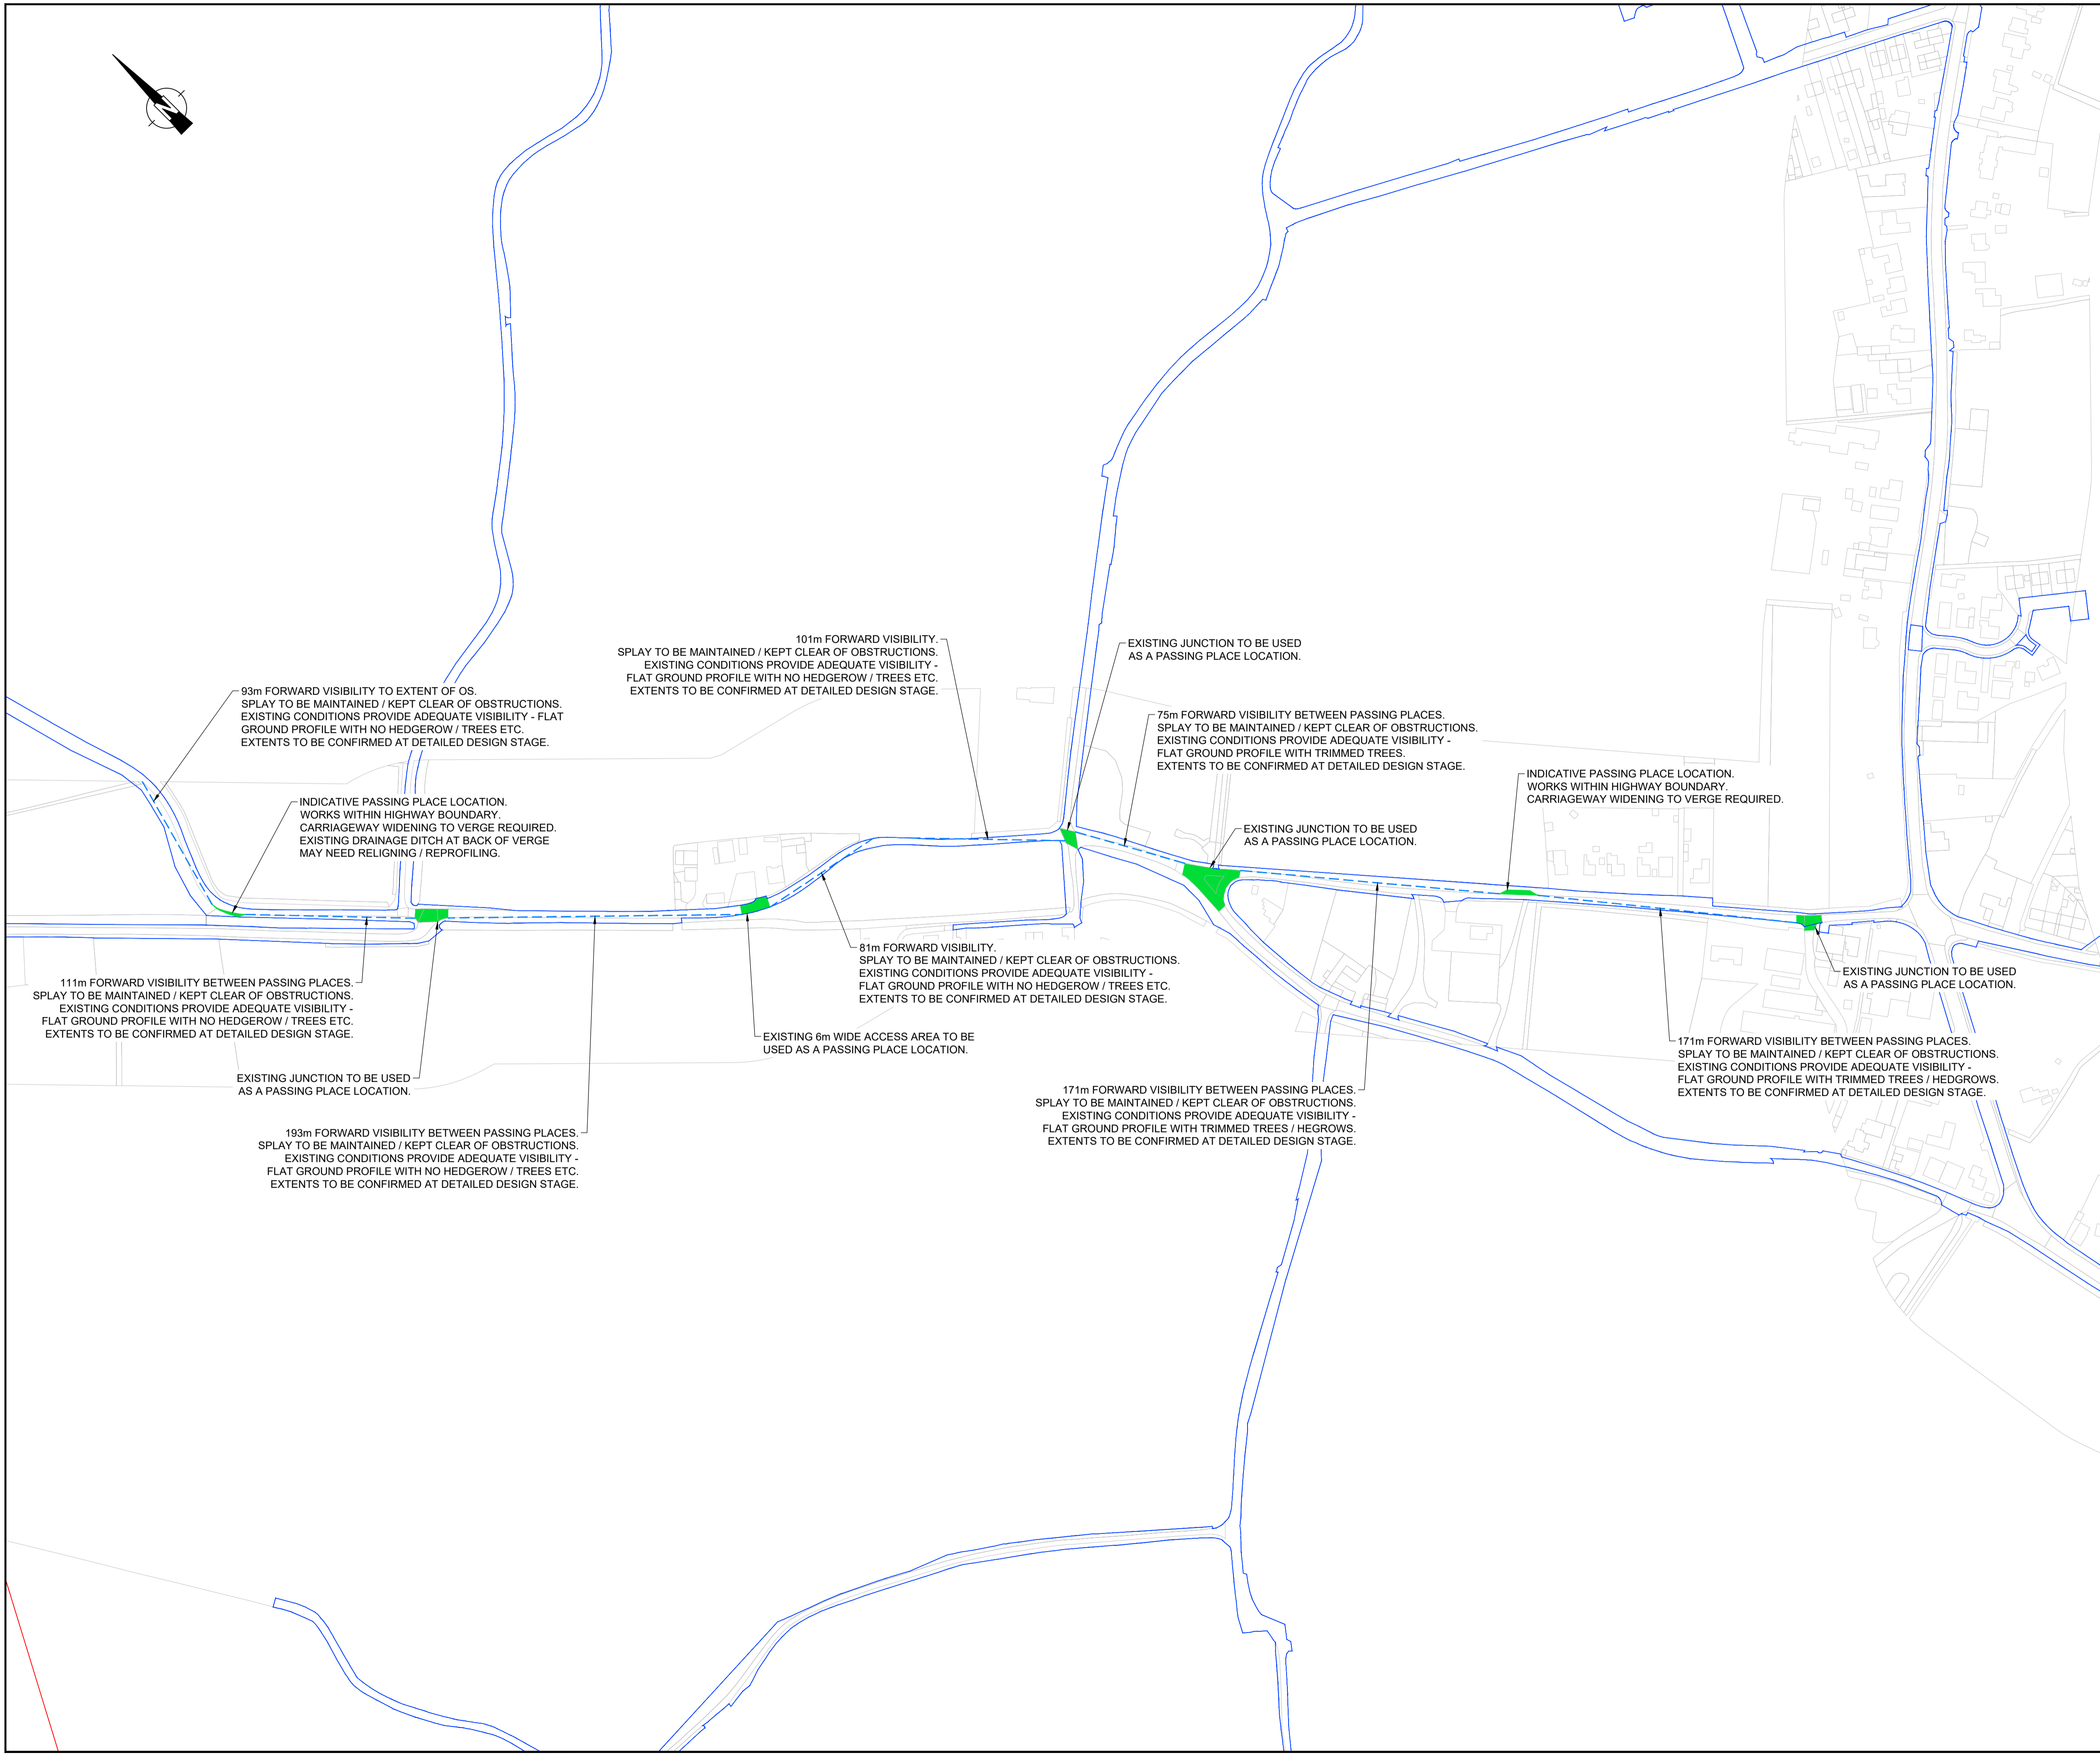 N
101m FORWARD VISIBILITY.
SPLAY TO BE MAINTAINED / KEPT CLEAR OF OBSTRUCTIONS.
EXISTING CONDITIONS PROVIDE ADEQUATE VISIBILITY -
FLAT GROUND PROFILE WITH NO HEDGEROW / TREES ETC.
EXTENTS TO BE CONFIRMED AT DETAILED DESIGN STAGE.
EXISTING JUNCTION TO BE USED
AS A PASSING PLACE LOCATION.
93m FORWARD VISIBILITY TO EXTENT OF OS.
SPLAY TO BE MAINTAINED / KEPT CLEAR OF OBSTRUCTIONS.
EXISTING CONDITIONS PROVIDE ADEQUATE VISIBILITY - FLAT
GROUND PROFILE WITH NO HEDGEROW / TREES ETC.
EXTENTS TO BE CONFIRMED AT DETAILED DESIGN STAGE.
75m FORWARD VISIBILITY BETWEEN PASSING PLACES.
SPLAY TO BE MAINTAINED / KEPT CLEAR OF OBSTRUCTIONS.
EXISTING CONDITIONS PROVIDE ADEQUATE VISIBILITY -
FLAT GROUND PROFILE WITH TRIMMED TREES.
EXTENTS TO BE CONFIRMED AT DETAILED DESIGN STAGE.
INDICATIVE PASSING PLACE LOCATION.
WORKS WITHIN HIGHWAY BOUNDARY.
CARRIAGEWAY WIDENING TO VERGE REQUIRED.
INDICATIVE PASSING PLACE LOCATION.
WORKS WITHIN HIGHWAY BOUNDARY.
CARRIAGEWAY WIDENING TO VERGE REQUIRED.
EXISTING DRAINAGE DITCH AT BACK OF VERGE
MAY NEED RELIGNING / REPROFILING.
EXISTING JUNCTION TO BE USED
AS A PASSING PLACE LOCATION.
81m FORWARD VISIBILITY.
SPLAY TO BE MAINTAINED / KEPT CLEAR OF OBSTRUCTIONS.
EXISTING CONDITIONS PROVIDE ADEQUATE VISIBILITY -
FLAT GROUND PROFILE WITH NO HEDGEROW / TREES ETC.
EXTENTS TO BE CONFIRMED AT DETAILED DESIGN STAGE.
EXISTING JUNCTION TO BE USED
AS A PASSING PLACE LOCATION.
111m FORWARD VISIBILITY BETWEEN PASSING PLACES.
SPLAY TO BE MAINTAINED / KEPT CLEAR OF OBSTRUCTIONS.
EXISTING CONDITIONS PROVIDE ADEQUATE VISIBILITY -
FLAT GROUND PROFILE WITH NO HEDGEROW / TREES ETC.
EXTENTS TO BE CONFIRMED AT DETAILED DESIGN STAGE.
EXISTING 6m WIDE ACCESS AREA TO BE
USED AS A PASSING PLACE LOCATION.
171m FORWARD VISIBILITY BETWEEN PASSING PLACES.
SPLAY TO BE MAINTAINED / KEPT CLEAR OF OBSTRUCTIONS.
EXISTING CONDITIONS PROVIDE ADEQUATE VISIBILITY -
FLAT GROUND PROFILE WITH TRIMMED TREES / HEDGROWS.
EXTENTS TO BE CONFIRMED AT DETAILED DESIGN STAGE.
EXISTING JUNCTION TO BE USED
AS A PASSING PLACE LOCATION.
171m FORWARD VISIBILITY BETWEEN PASSING PLACES.
SPLAY TO BE MAINTAINED / KEPT CLEAR OF OBSTRUCTIONS.
EXISTING CONDITIONS PROVIDE ADEQUATE VISIBILITY -
FLAT GROUND PROFILE WITH TRIMMED TREES / HEGROWS.
EXTENTS TO BE CONFIRMED AT DETAILED DESIGN STAGE.
193m FORWARD VISIBILITY BETWEEN PASSING PLACES.
SPLAY TO BE MAINTAINED / KEPT CLEAR OF OBSTRUCTIONS.
EXISTING CONDITIONS PROVIDE ADEQUATE VISIBILITY -
FLAT GROUND PROFILE WITH NO HEDGEROW / TREES ETC.
EXTENTS TO BE CONFIRMED AT DETAILED DESIGN STAGE.